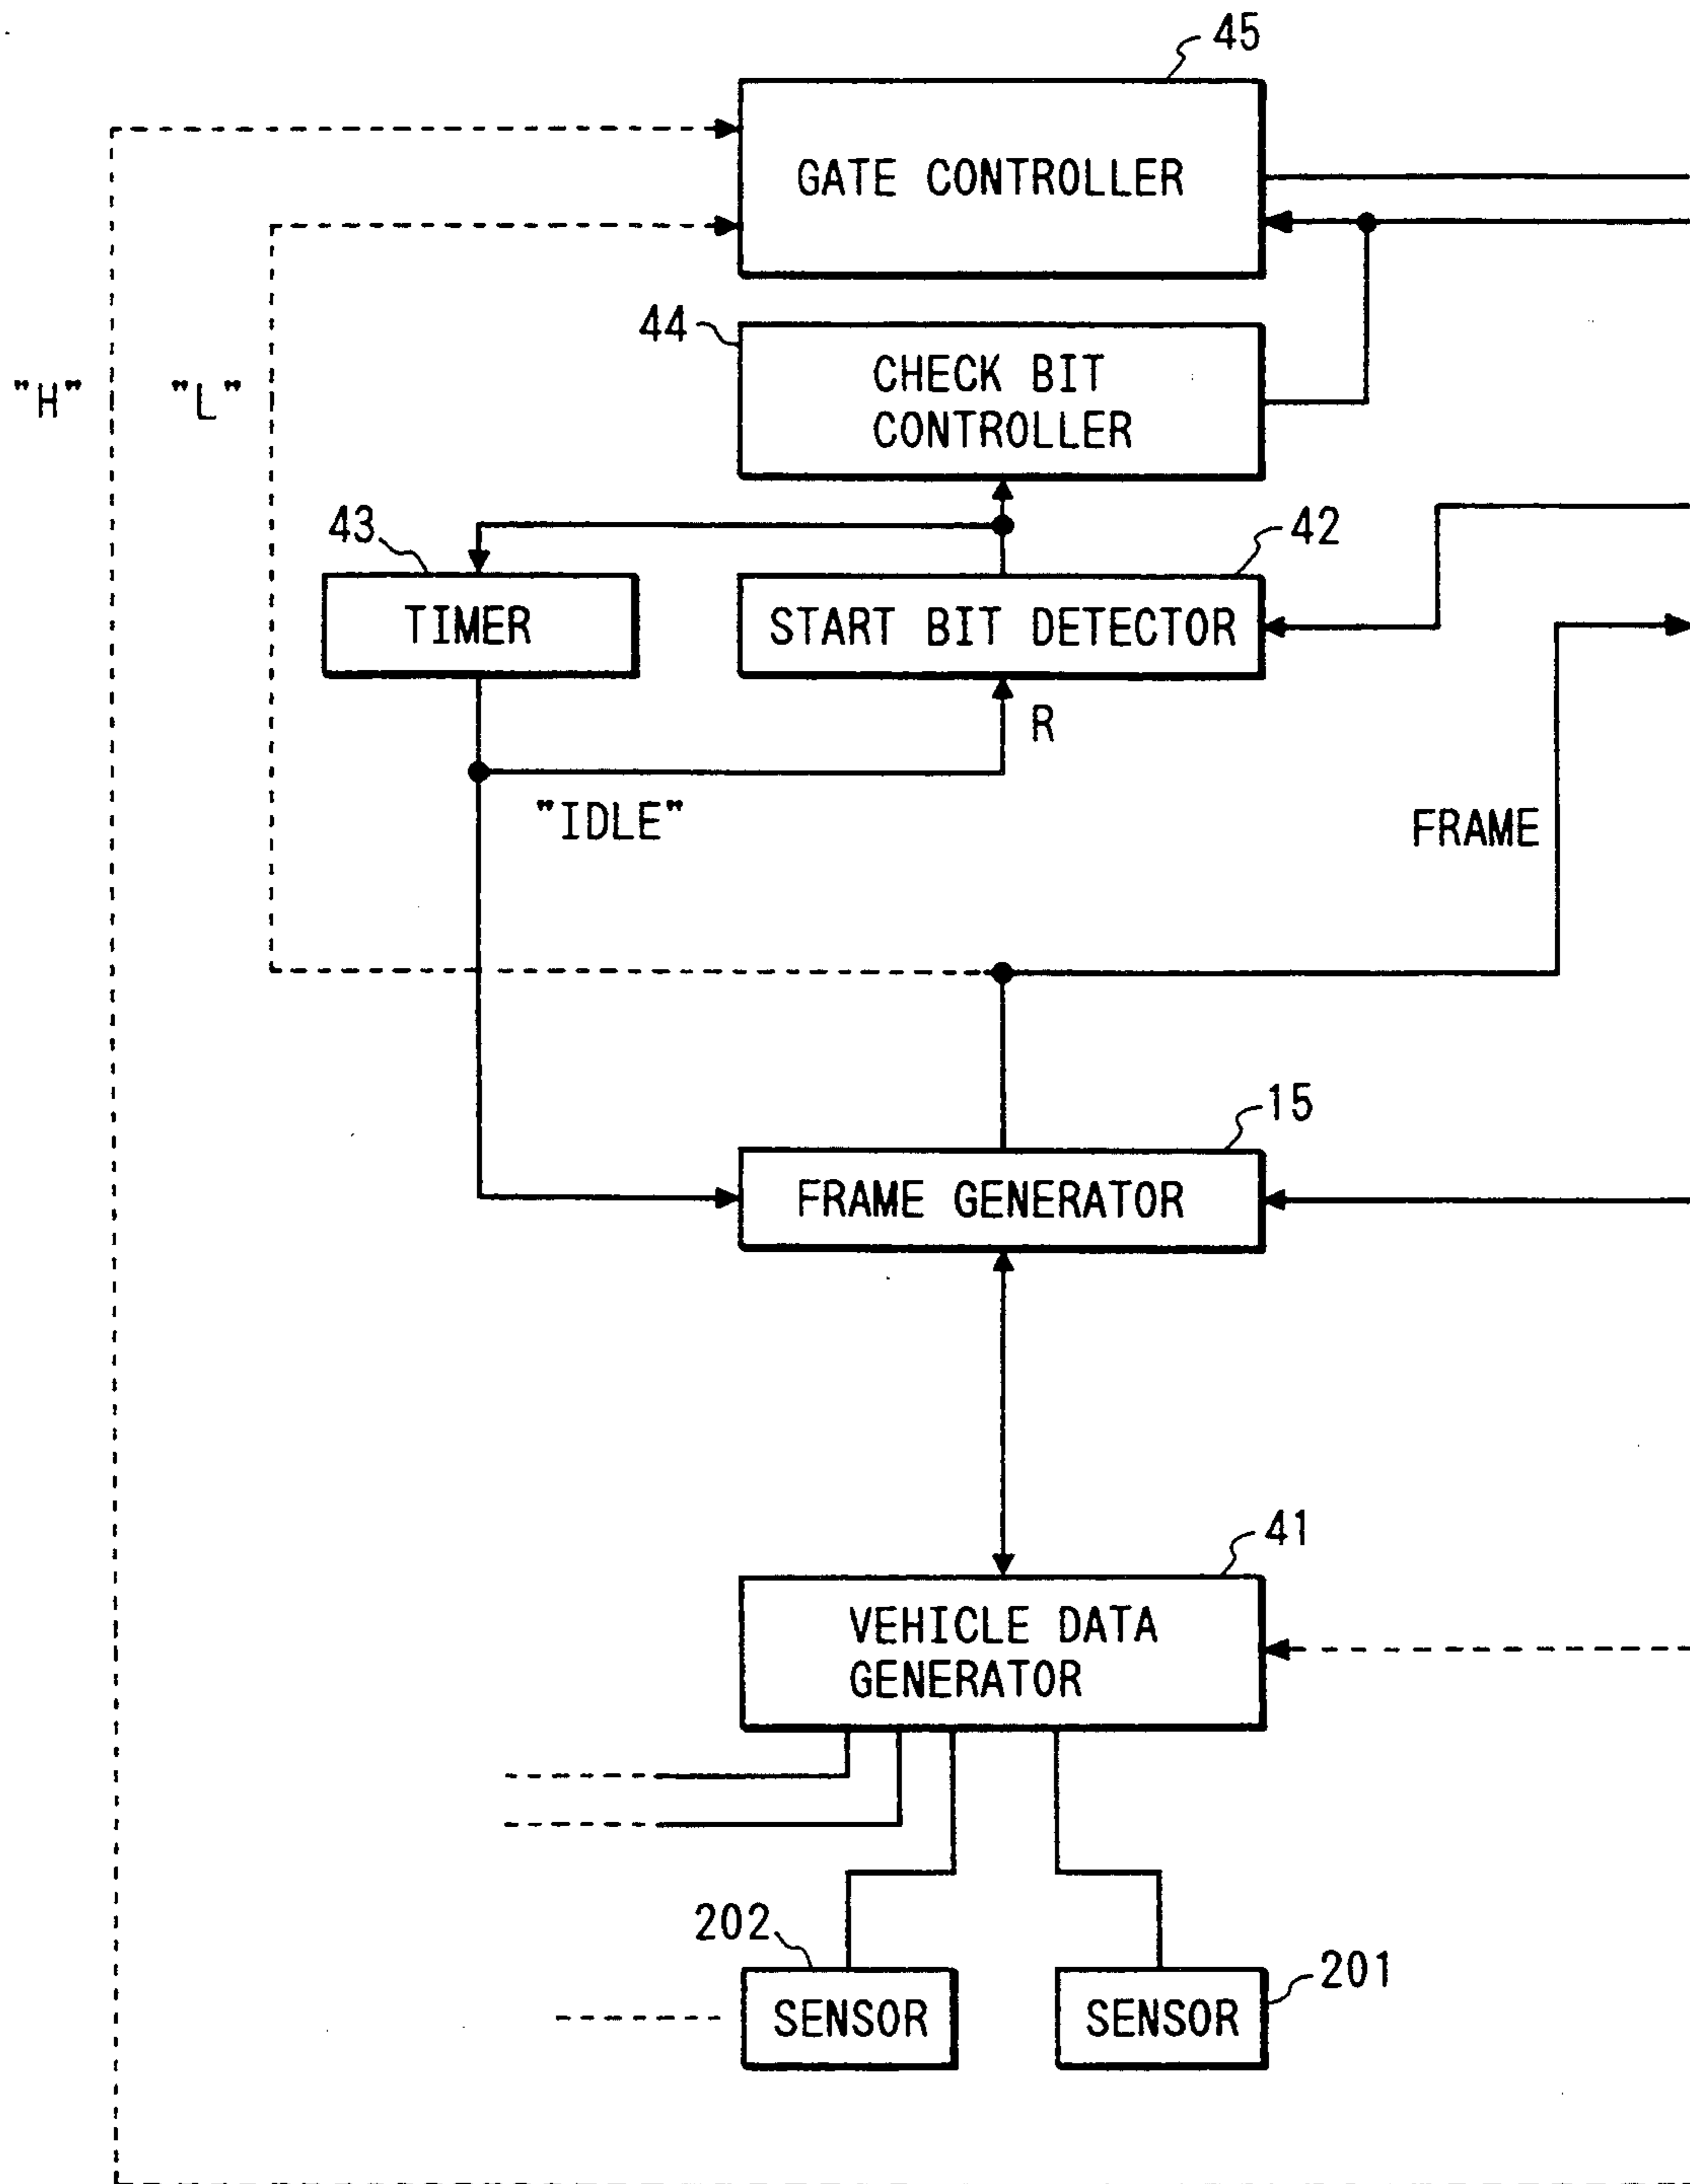 45
GATE CONTROLLER
44
CHECK BIT
CONTROLLER
"H"
"L"
43
42
TIMER
START BIT DETECTOR
R
"IDLE"
FRAME
15
FRAME GENERATOR
41
VEHICLE DATA
GENERATOR
202
201
SENSOR
SENSOR